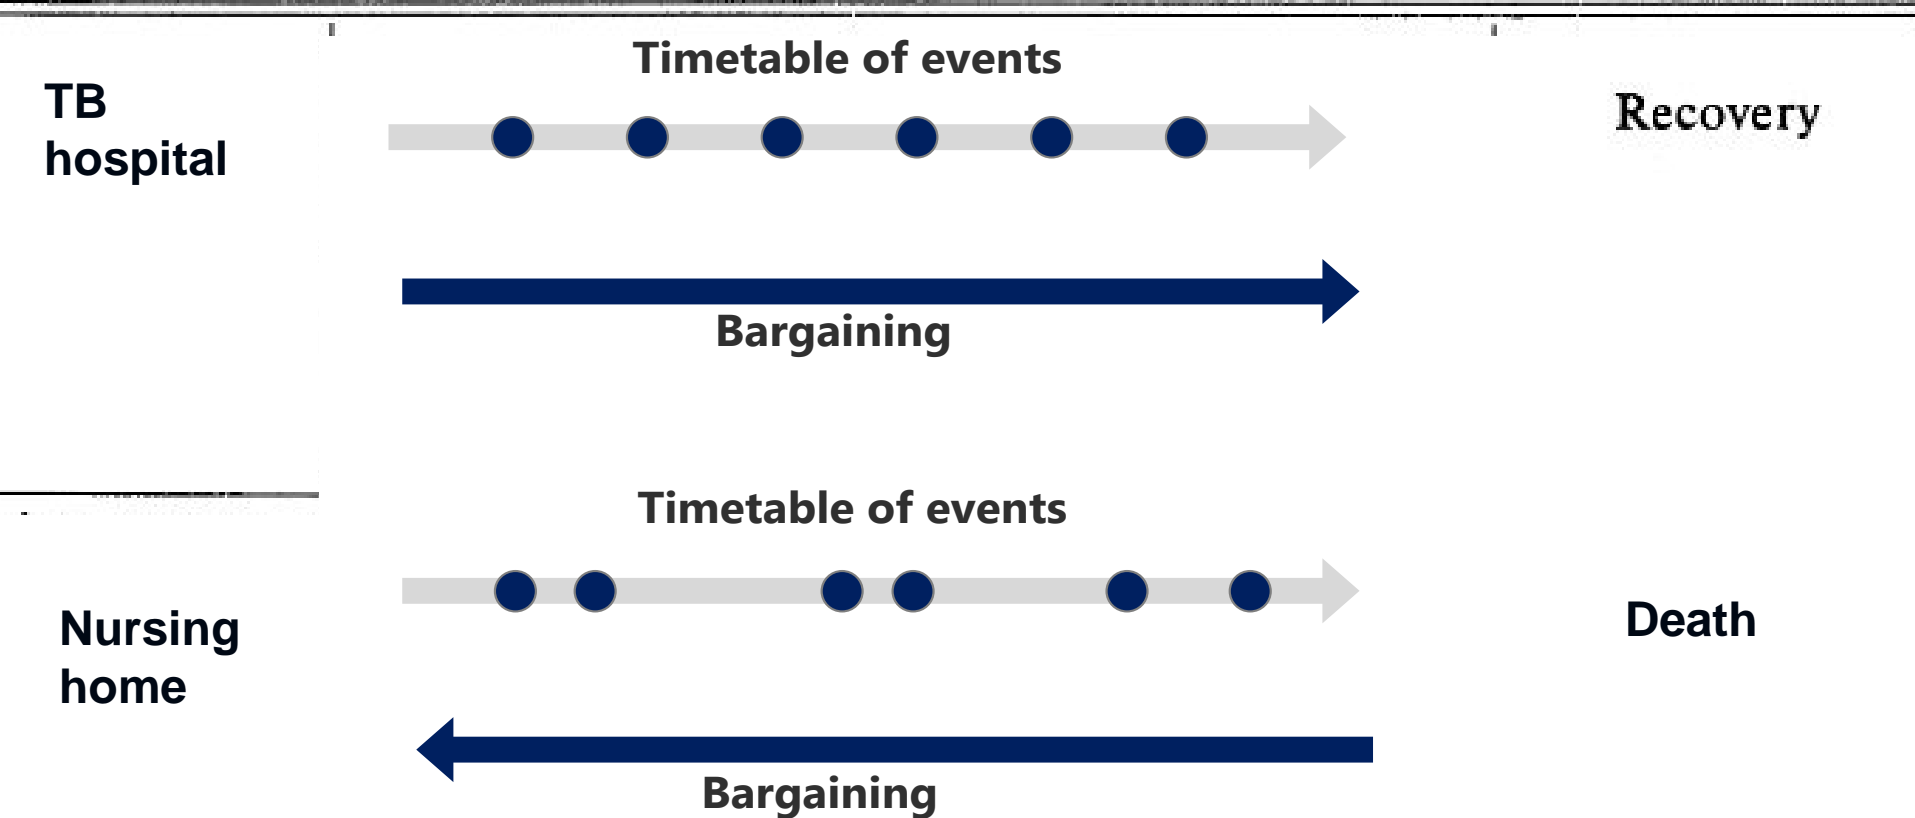 Timetable of events
TB
hospital
Recovery
Bargaining
Timetable of events
Nursing
home
Death
Bargaining